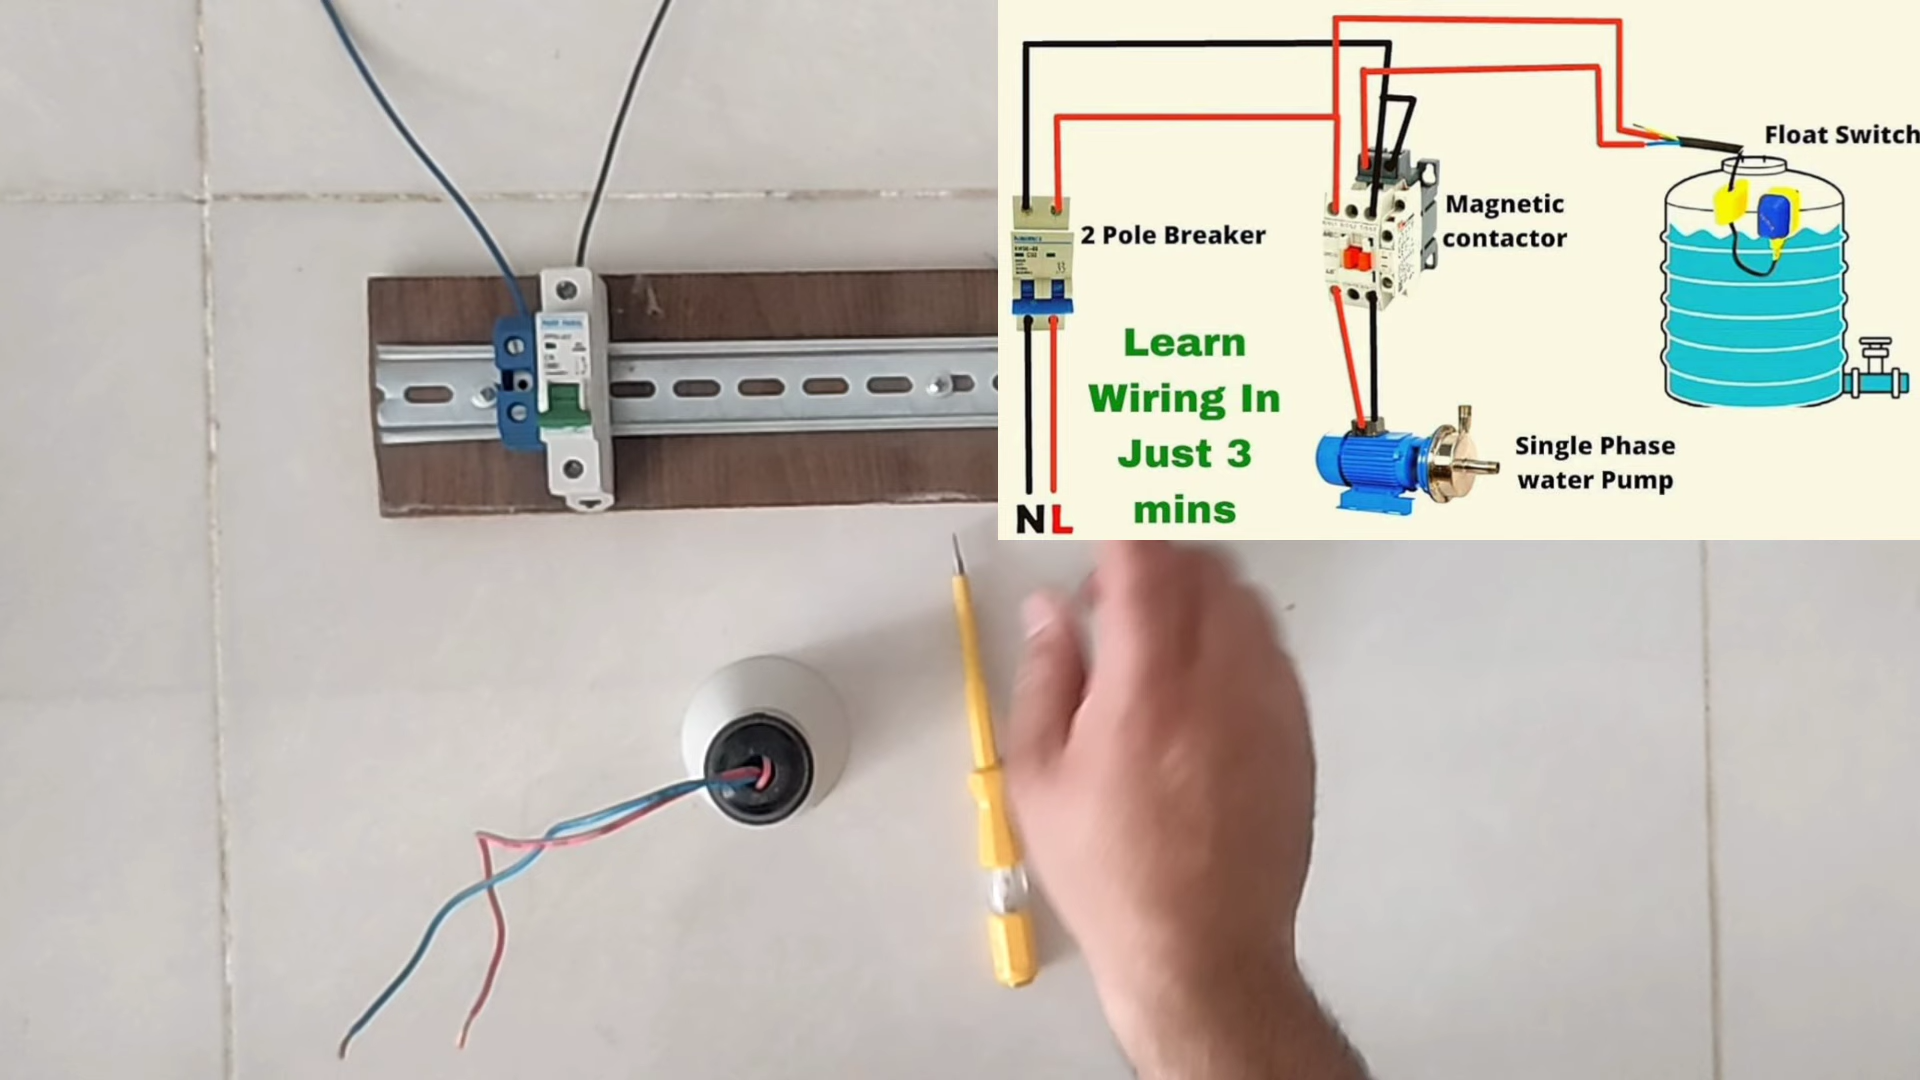 Float Switch
Magnetic
contactor
2 Pole Breaker
Learn
Wiring In
Just 3
mins
Single Phase
water Pump
N L